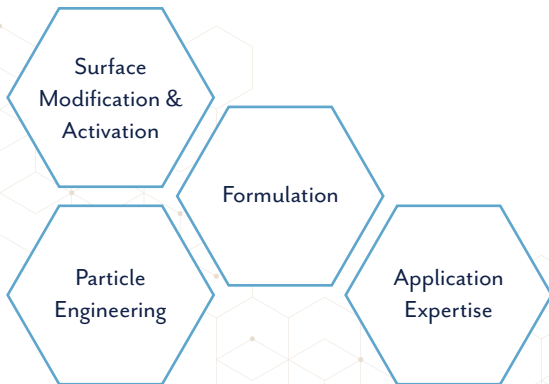 Surface
Modification &
Activation
Formulation
Particle
Engineering
Application
Expertise